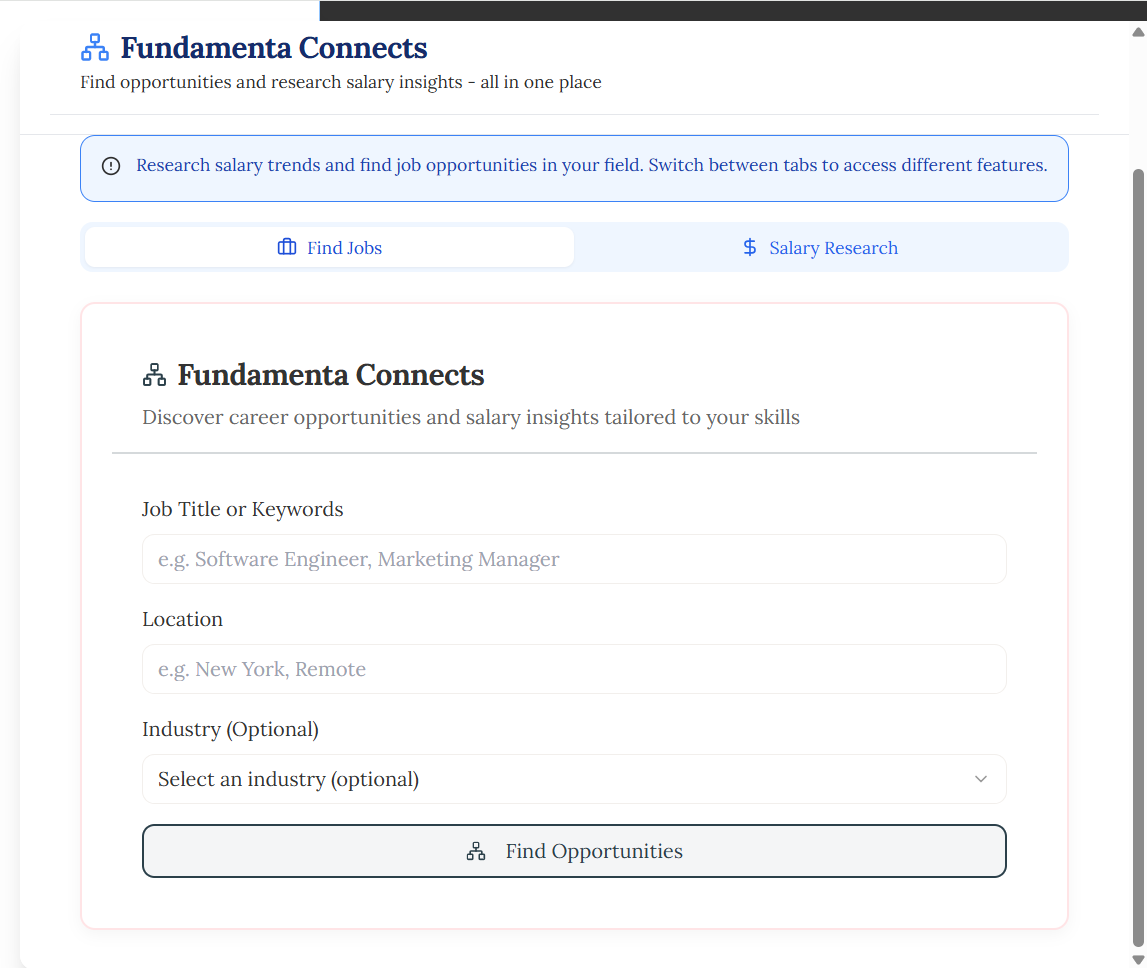 Fundamenta Connects
Find opportunities and research salary insights - all in one place
Research salary trends and find job opportunities in your field. Switch between tabs to access different features.
Find Jobs
Salary Research
Fundamenta Connects
Discover career opportunities and salary insights tailored to your skills
Job Title or Keywords
e.g. Software Engineer, Marketing Manager
Location
e.g. New York, Remote
Industry (Optional)
Select an industry (optional)
Find Opportunities